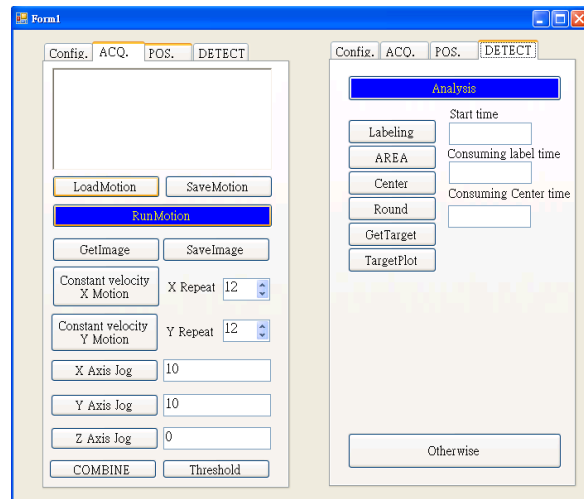 Form1
Config. ACQ. POS. DETECT
LoadMotion SaveMotion
RunMotion
GetImage SaveImage
Constant velocity
X Motion
X Repeat 12
Constant velocity
Y Motion
Y Repeat 12
X Axis Jog 10
Y Axis Jog 10
Z Axis Jog 0
COMBINE Threshold
Config. ACQ. POS. DETECT
Analysis
Start time
Labeling
AREA
Consuming label time
Center
Consuming Center time
Round
GetTarget
TargetPlot
Otherwise